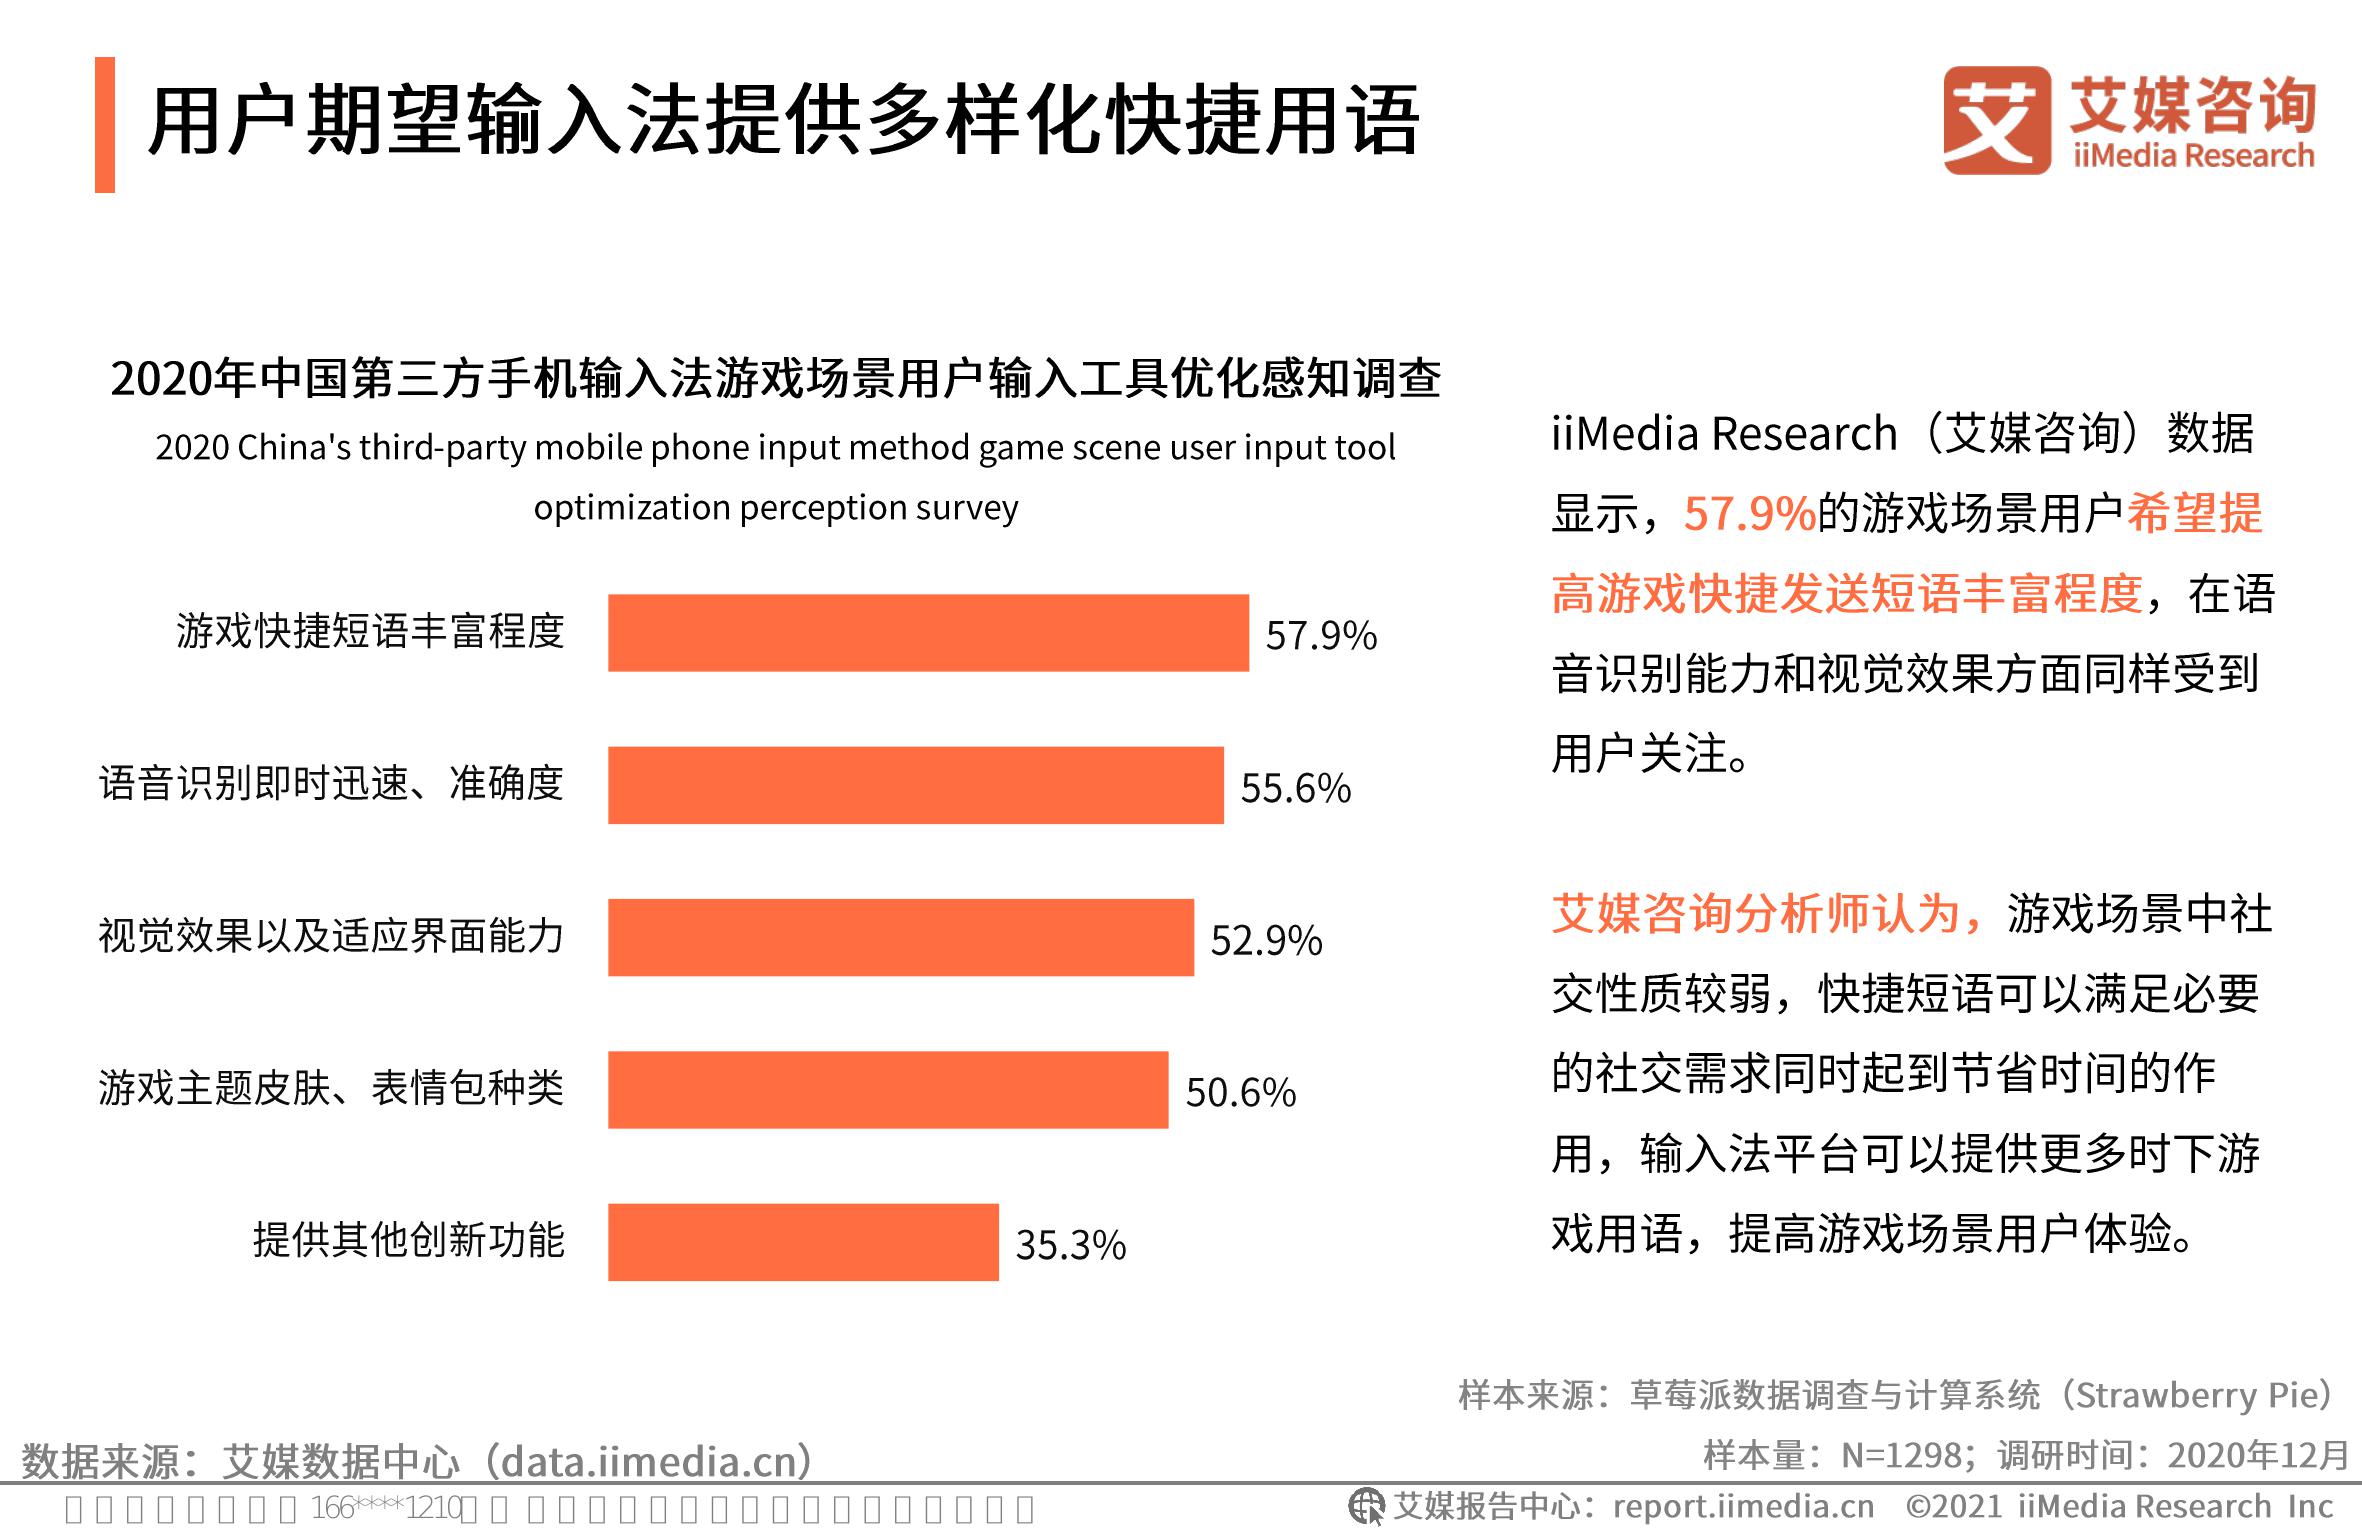 用户期望输入法提供多样化快捷用语
艾 艾媒咨询
iiMedia Research
2020年中国第三方手机输入法游戏场景用户输入工具优化感知调查
2020 China's third-party mobile phone input method game scene user input tool
optimization perception survey
游戏快捷短语丰富程度 57.9%
语音识别即时迅速、准确度 55.6%
视觉效果以及适应界面能力 52.9%
游戏主题皮肤、表情包种类 50.6%
提供其他创新功能 35.3%
iiMedia Research（艾媒咨询）数据
显示，57.9%的游戏场景用户希望提
高游戏快捷发送短语丰富程度，在语
音识别能力和视觉效果方面同样受到
用户关注。
艾媒咨询分析师认为，游戏场景中社
交性质较弱，快捷短语可以满足必要
的社交需求同时起到节省时间的作
用，输入法平台可以提供更多时下游
戏用语，提高游戏场景用户体验。
样本来源：草莓派数据调查与计算系统（Strawberry Pie）
样本量：N=1298；调研时间：2020年12月
数据来源：艾媒数据中心（data.iimedia.cn）
166****1210
艾媒报告中心：report.iimedia.cn ©2021 iiMedia Research Inc